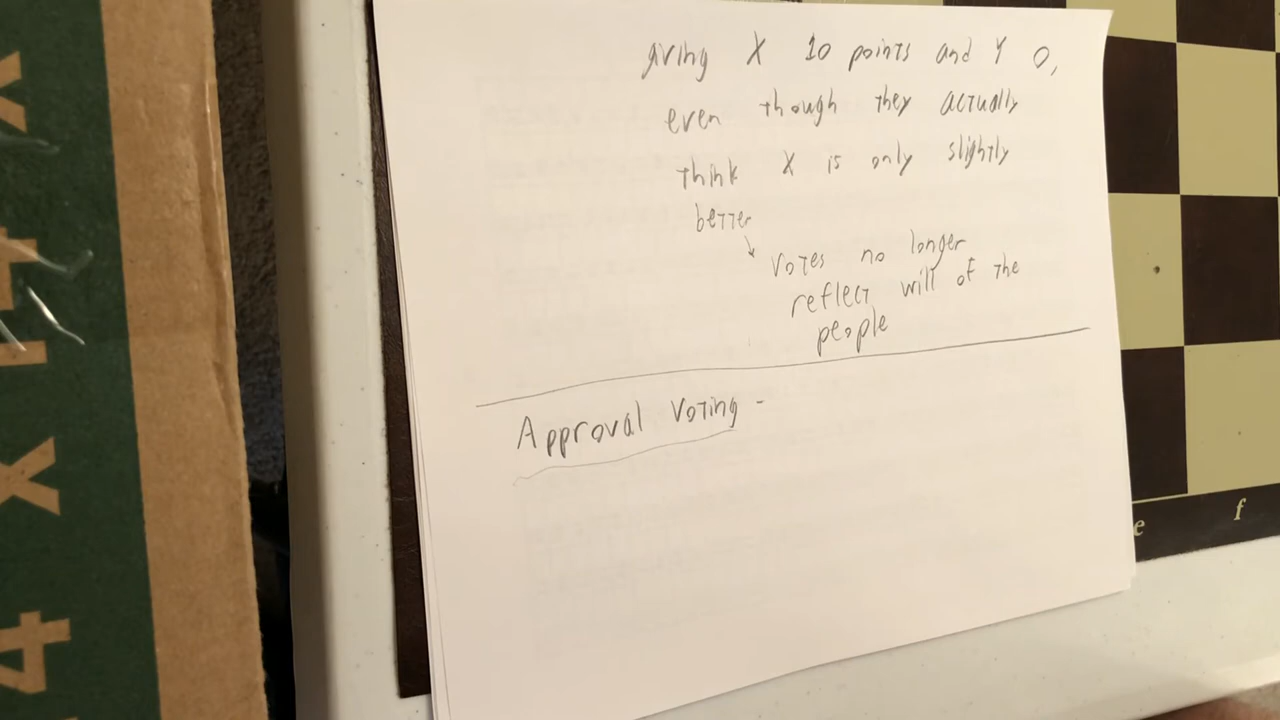 giving X 10 points and Y 0,
even though they actually
think X is only slightly
better
votes no longer
reflect will of the
people
Approval Voting -
e f